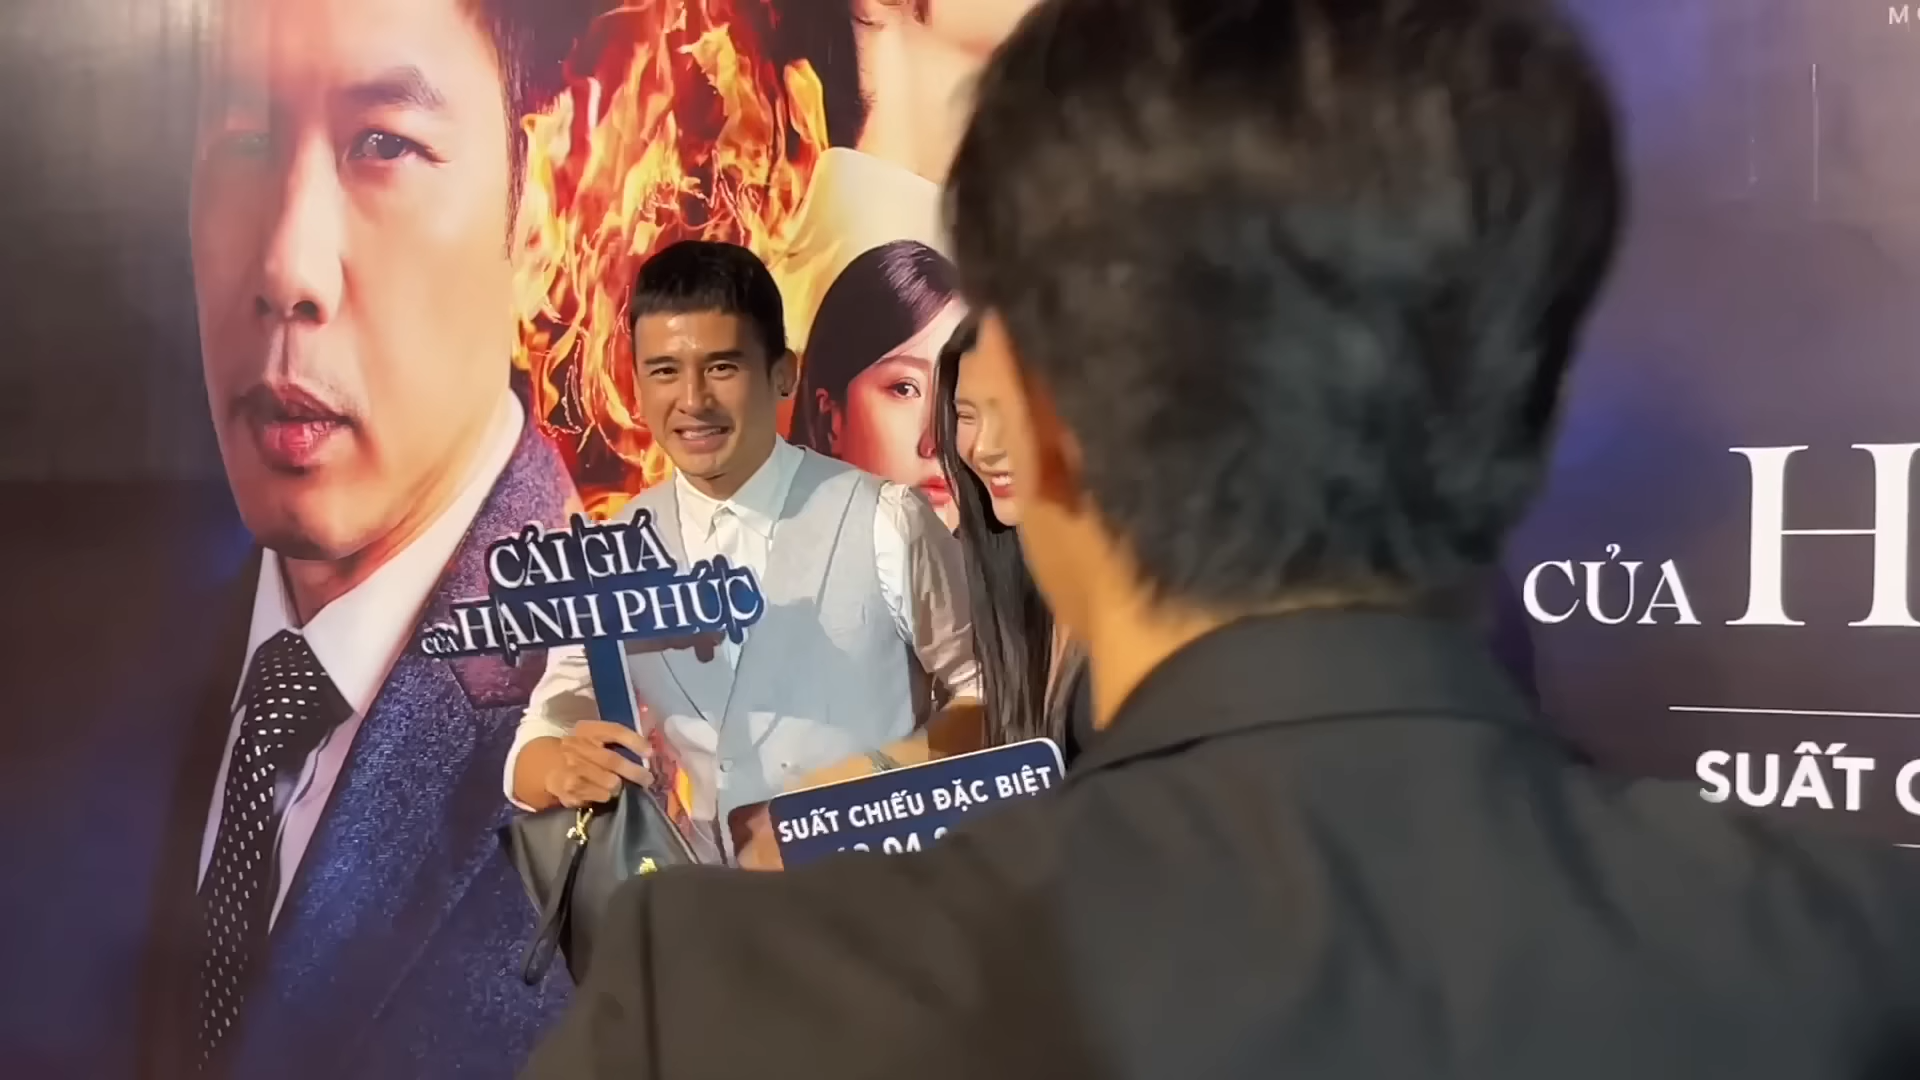 CÁI GIÁ
CỦA HẠNH PHÚC
SUẤT CHIẾU ĐẶC BIỆT
CỦA H
SUẤT C